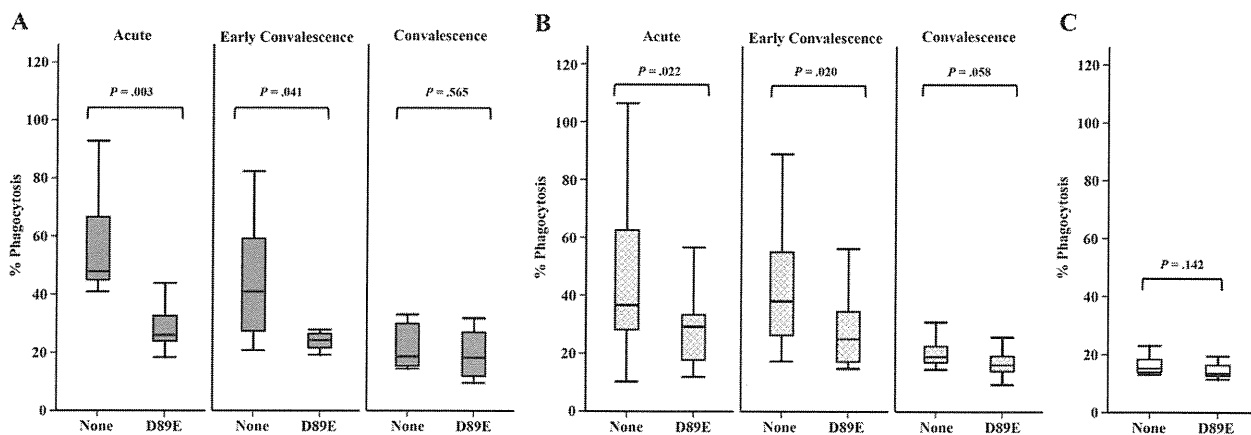 A
Acute
Early Convalescence
Convalescence
% Phagocytosis
120
100
80
60
40
20
0
P = .003
P = .041
P = .565
None
D89E
None
D89E
None
D89E
B
Acute
Early Convalescence
Convalescence
% Phagocytosis
120
100
80
60
40
20
0
P = .022
P = .020
P = .058
None
D89E
None
D89E
None
D89E
C
% Phagocytosis
120
100
80
60
40
20
0
P = .142
None
D89E